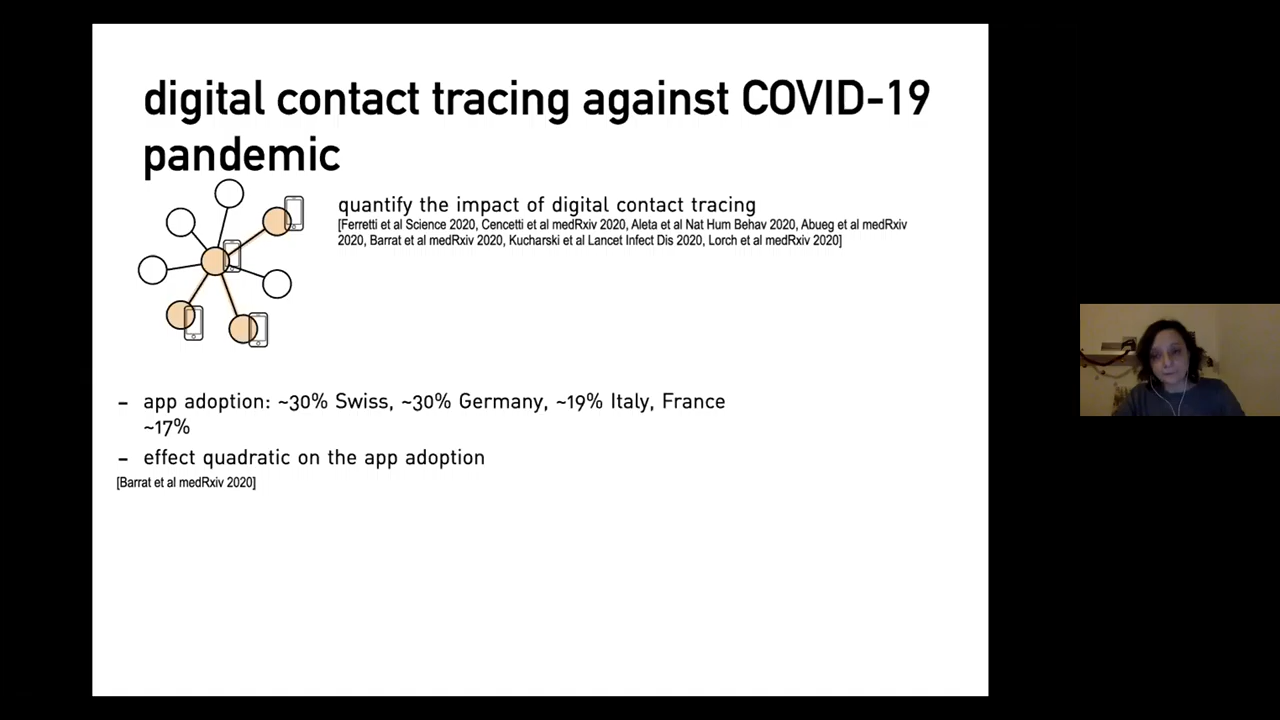 digital contact tracing against COVID-19
pandemic
quantify the impact of digital contact tracing
[Ferretti et al Science 2020, Cencetti et al medRxiv 2020, Aleta et al Nat Hum Behav 2020, Abueg et al medRxiv
2020, Barrat et al medRxiv 2020, Kucharski et al Lancet Infect Dis 2020, Lorch et al medRxiv 2020]
- app adoption: ~30% Swiss, ~30% Germany, ~19% Italy, France
~17%
- effect quadratic on the app adoption
[Barrat et al medRxiv 2020]